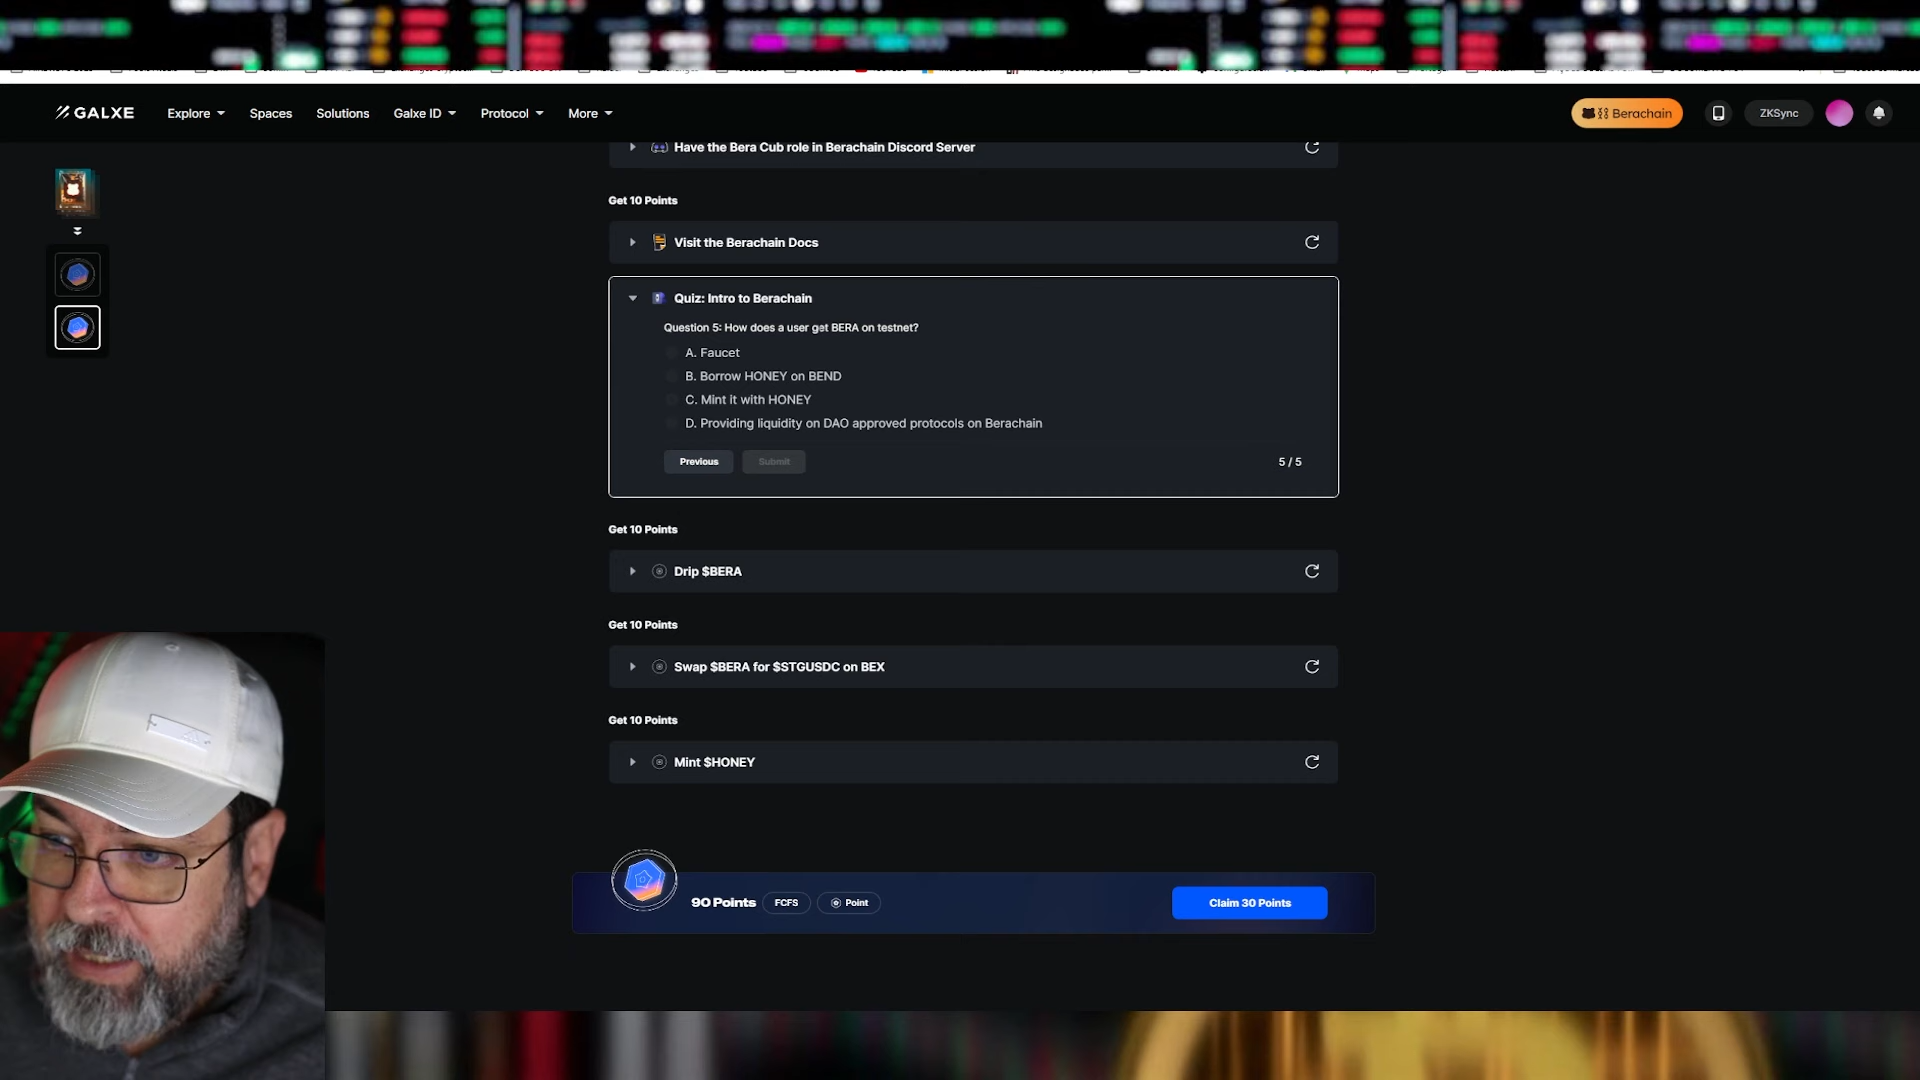 GALXE
Explore
Spaces
Solutions
Galxe ID
Protocol
More
Berachain
ZKSync
Have the Bera Cub role in Berachain Discord Server
Get 10 Points
Visit the Berachain Docs
Quiz: Intro to Berachain
Question 5: How does a user get BERA on testnet?
A. Faucet
B. Borrow HONEY on BEND
C. Mint it with HONEY
D. Providing liquidity on DAO approved protocols on Berachain
Previous
Submit
5 / 5
Get 10 Points
Drip $BERA
Get 10 Points
Swap $BERA for $STGUSDC on BEX
Get 10 Points
Mint $HONEY
90 Points
FCFS
Point
Claim 30 Points